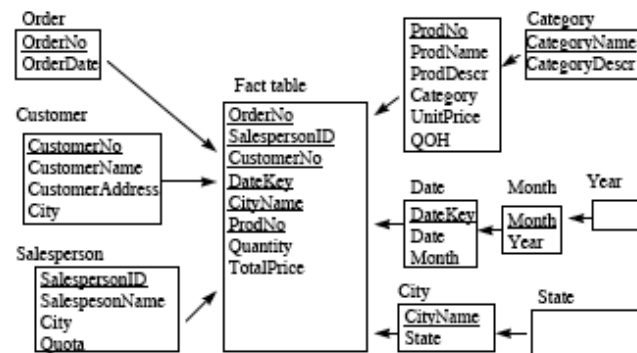 Order
OrderNo
OrderDate
Customer
CustomerNo
CustomerName
CustomerAddress
City
Salesperson
SalespersonID
SalespesonName
City
Quota
Fact table
OrderNo
SalespersonID
CustomerNo
DateKey
CityName
ProdNo
Quantity
TotalPrice
ProdNo
ProdName
ProdDescr
Category
UnitPrice
QOH
Category
CategoryName
CategoryDescr
Date
DateKey
Date
Month
Month
Month
Year
Year
City
CityName
State
State